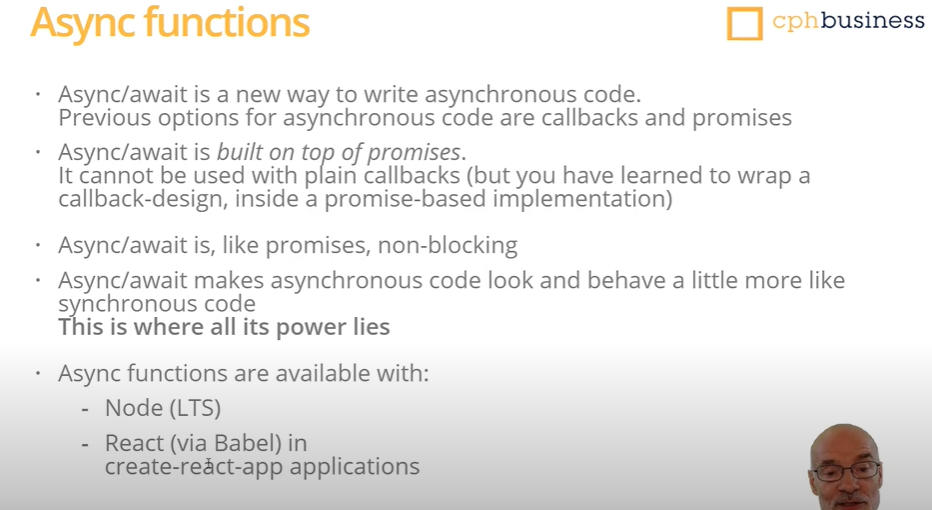 Async functions
cphbusiness
· Async/await is a new way to write asynchronous code.
Previous options for asynchronous code are callbacks and promises
· Async/await is built on top of promises.
It cannot be used with plain callbacks (but you have learned to wrap a
callback-design, inside a promise-based implementation)
· Async/await is, like promises, non-blocking
· Async/await makes asynchronous code look and behave a little more like
synchronous code
This is where all its power lies
· Async functions are available with:
- Node (LTS)
- React (via Babel) in
create-react-app applications